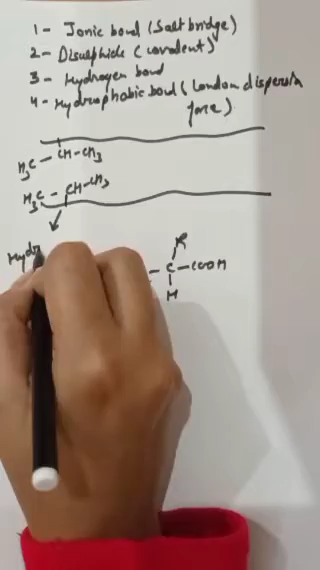 1- Ionic bond (Salt bridge)
2- Disulphide (covalent)
3- Hydrogen bond
4- Hydrophobic bond (London dispersion
force)
H3C - CH-CH3
H3C - CH-CH3
Hydr
R
- C - COOH
H